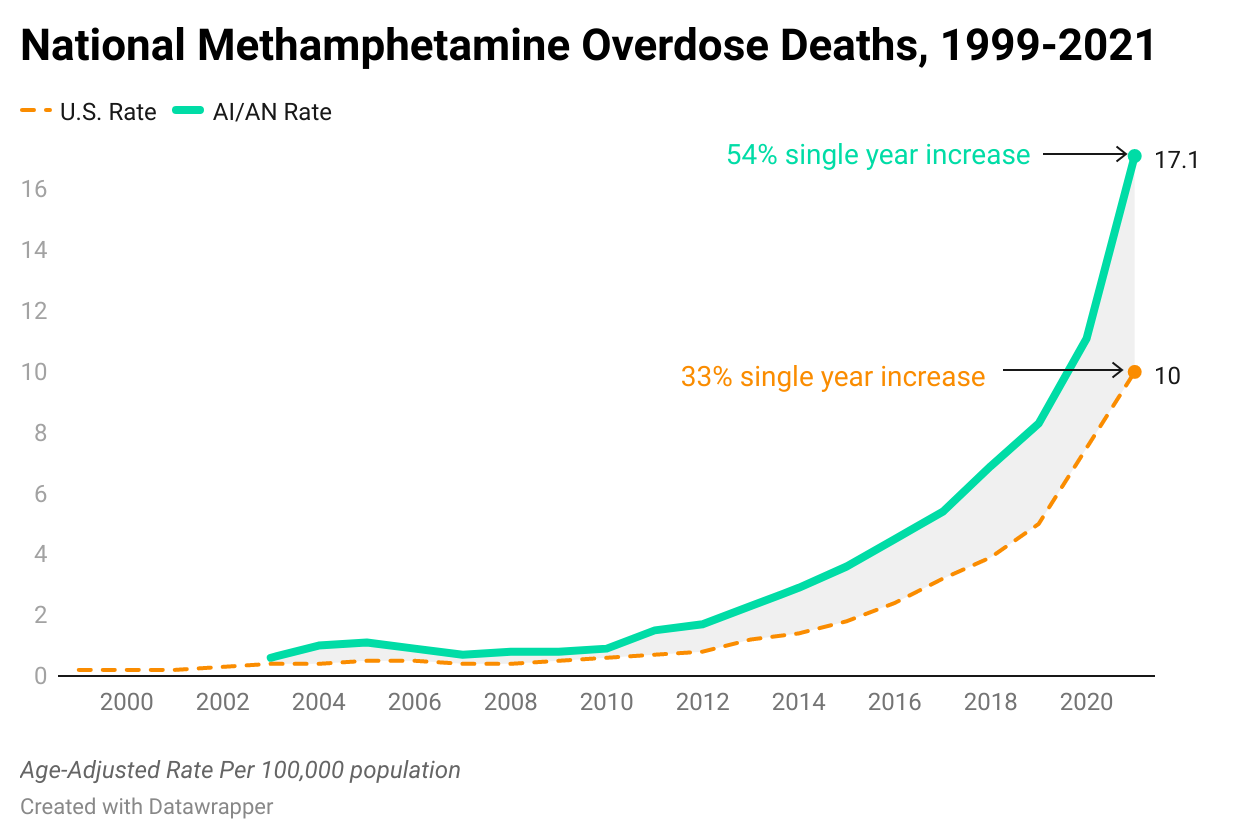 National Methamphetamine Overdose Deaths, 1999-2021
U.S. Rate AI/AN Rate
54% single year increase 17.1
16
14
12
10
33% single year increase 10
8
6
4
2
0
2000 2002 2004 2006 2008 2010 2012 2014 2016 2018 2020
Age-Adjusted Rate Per 100,000 population
Created with Datawrapper